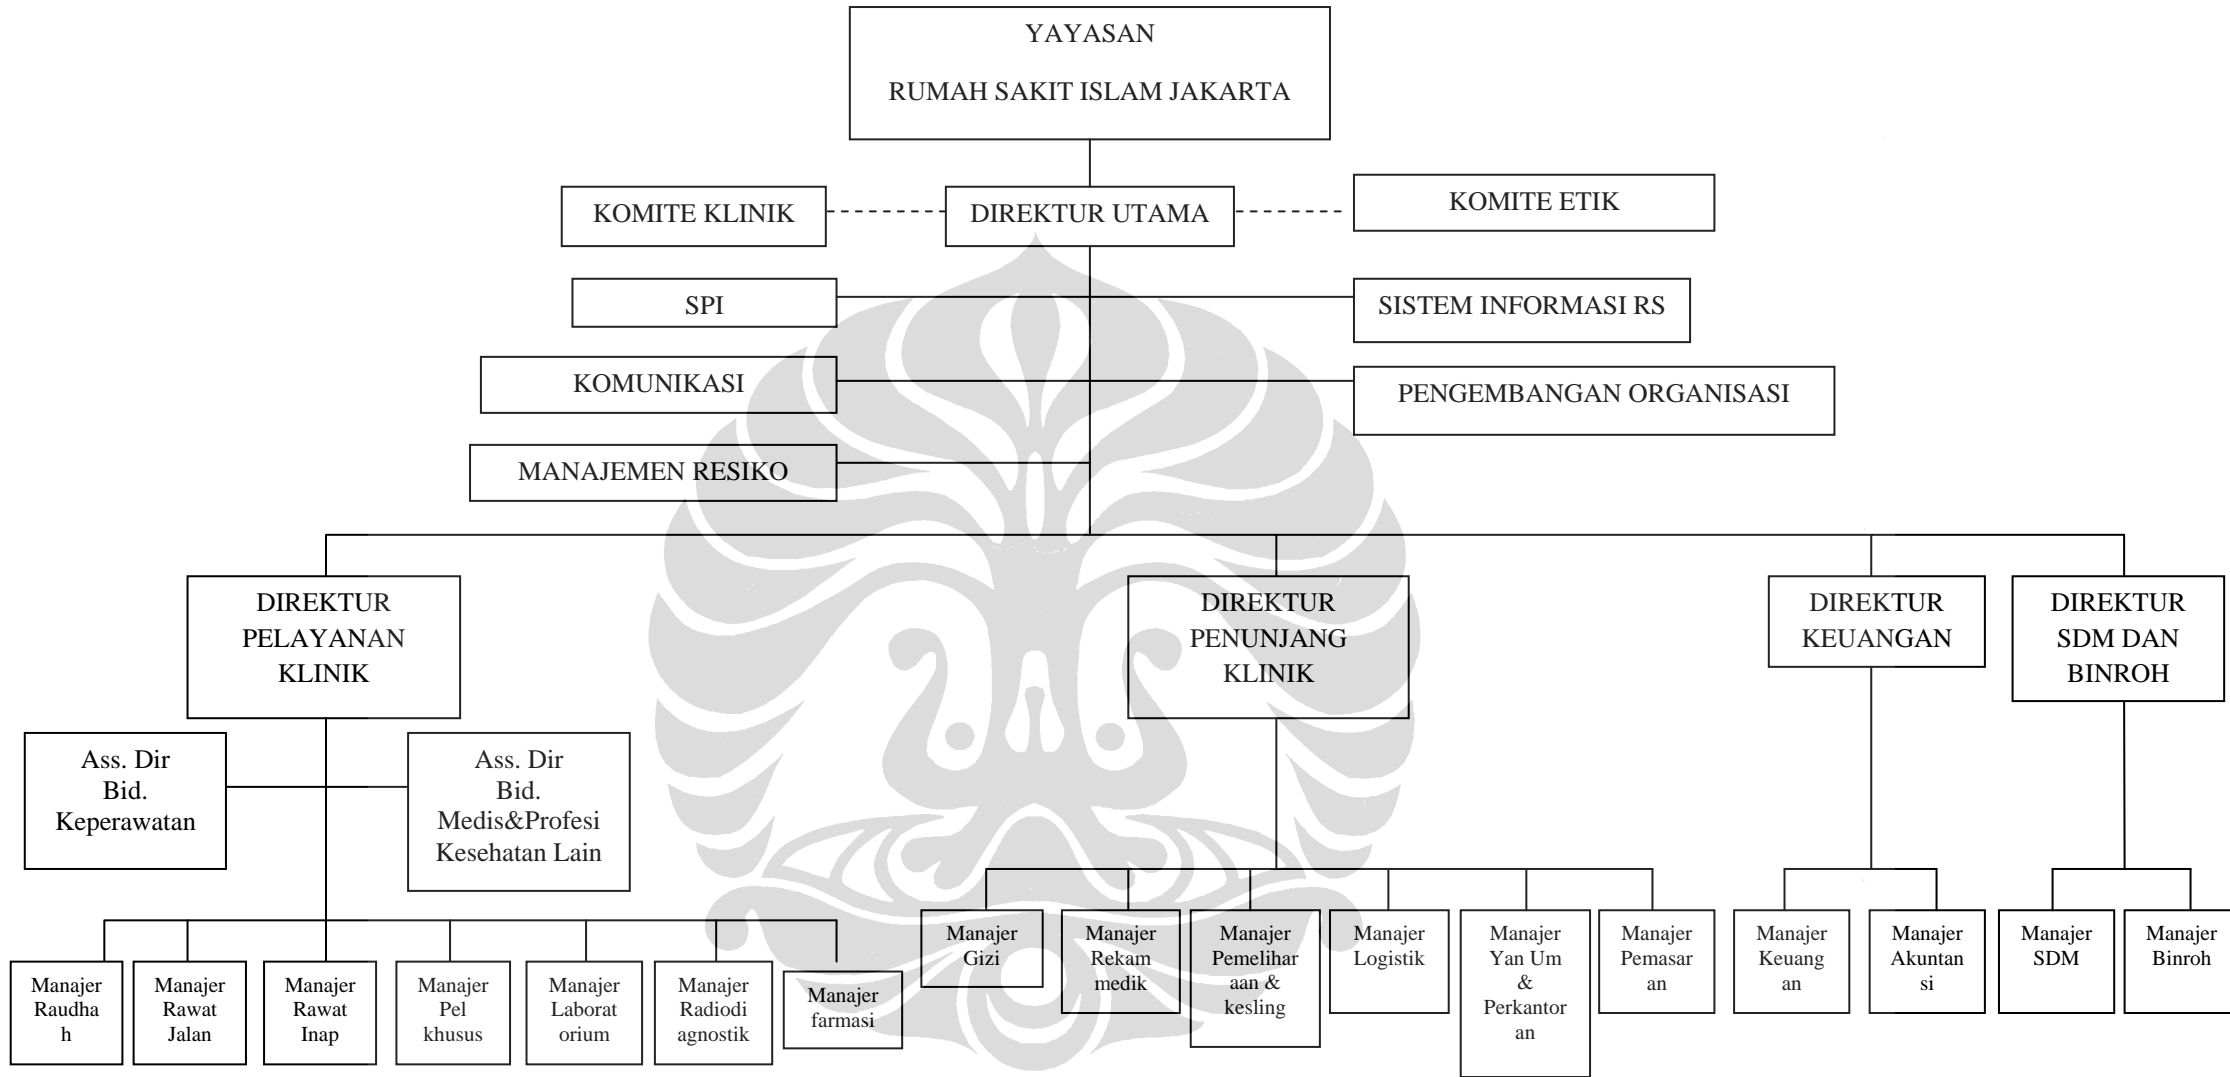 YAYASAN
RUMAH SAKIT ISLAM JAKARTA
KOMITE KLINIK
DIREKTUR UTAMA
KOMITE ETIK
SPI
SISTEM INFORMASI RS
KOMUNIKASI
PENGEMBANGAN ORGANISASI
MANAJEMEN RESIKO
DIREKTUR
PELAYANAN
KLINIK
DIREKTUR
PENUNJANG
KLINIK
DIREKTUR
KEUANGAN
DIREKTUR
SDM DAN
BINROH
Ass. Dir
Bid.
Keperawatan
Ass. Dir
Bid.
Medis&Profesi
Kesehatan Lain
Manajer
Raudha
h
Manajer
Rawat
Jalan
Manajer
Rawat
Inap
Manajer
Pel
khusus
Manajer
Laborat
orium
Manajer
Radiodi
agnostik
Manajer
farmasi
Manajer
Gizi
Manajer
Rekam
medik
Manajer
Pemelihar
aan &
kesling
Manajer
Logistik
Manajer
Yan Um
&
Perkantor
an
Manajer
Pemasar
an
Manajer
Keuang
an
Manajer
Akuntan
si
Manajer
SDM
Manajer
Binroh